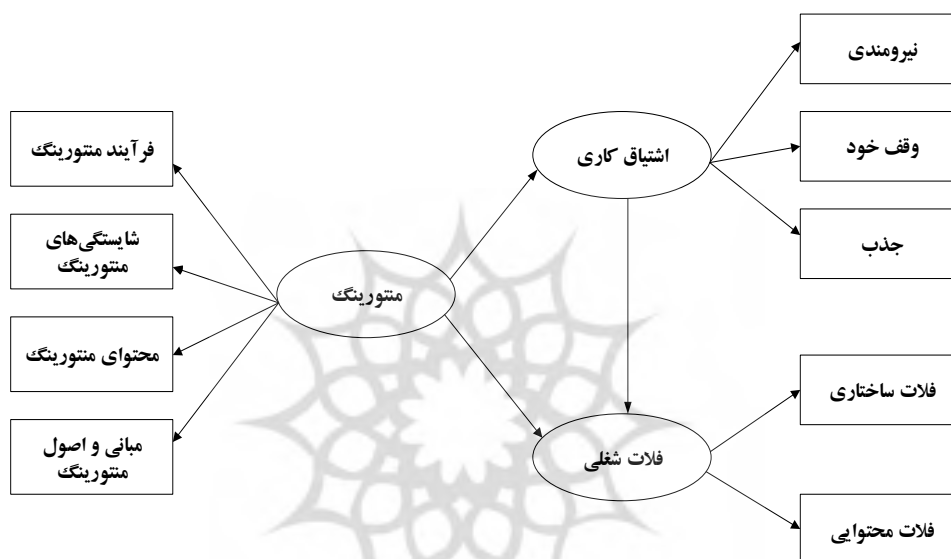 نیرومندی
وقف خود
جذب
اشتیاق کاری
فرآیند منتورینگ
شایستگی‌های
منتورینگ
منتورینگ
محتوای منتورینگ
مبانی و اصول
منتورینگ
فلات شغلی
فلات ساختاری
فلات محتوایی